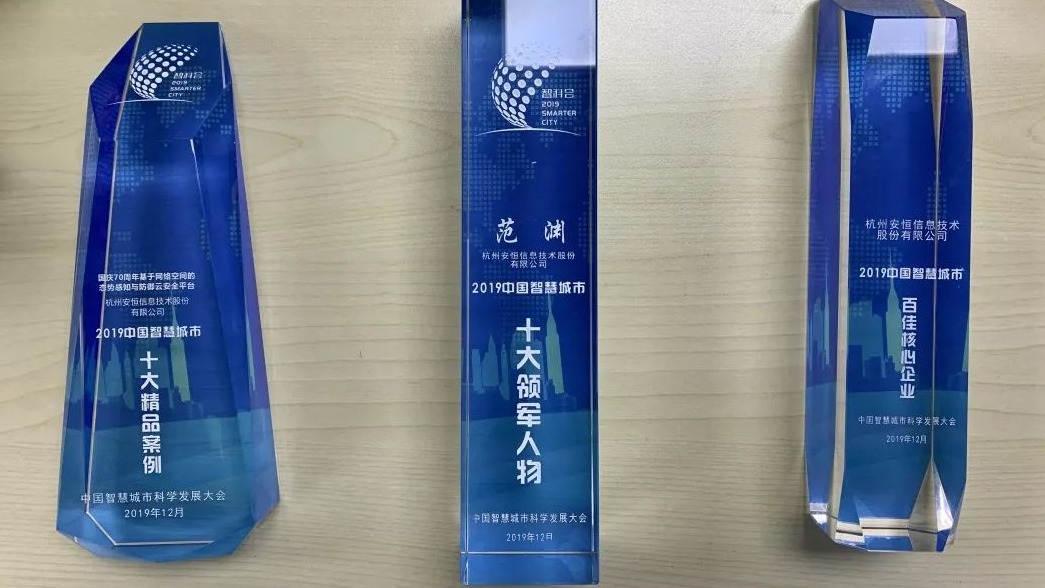 智科会
2019
SMARTER
CITY
国庆70周年基于网络空间的
态势感知与防御云安全平台
杭州安恒信息技术股份
有限公司
2019中国智慧城市
十大精品案例
中国智慧城市科学发展大会
2019年12月
智科会
2019
SMARTER
CITY
范渊
杭州安恒信息技术股份
有限公司
2019中国智慧城市
十大领军人物
中国智慧城市科学发展大会
2019年12日
杭州安恒信息技术
股份有限公司
2019中国智慧城市
百佳核心企业
中国智慧城市科学发展大会
2019年12月